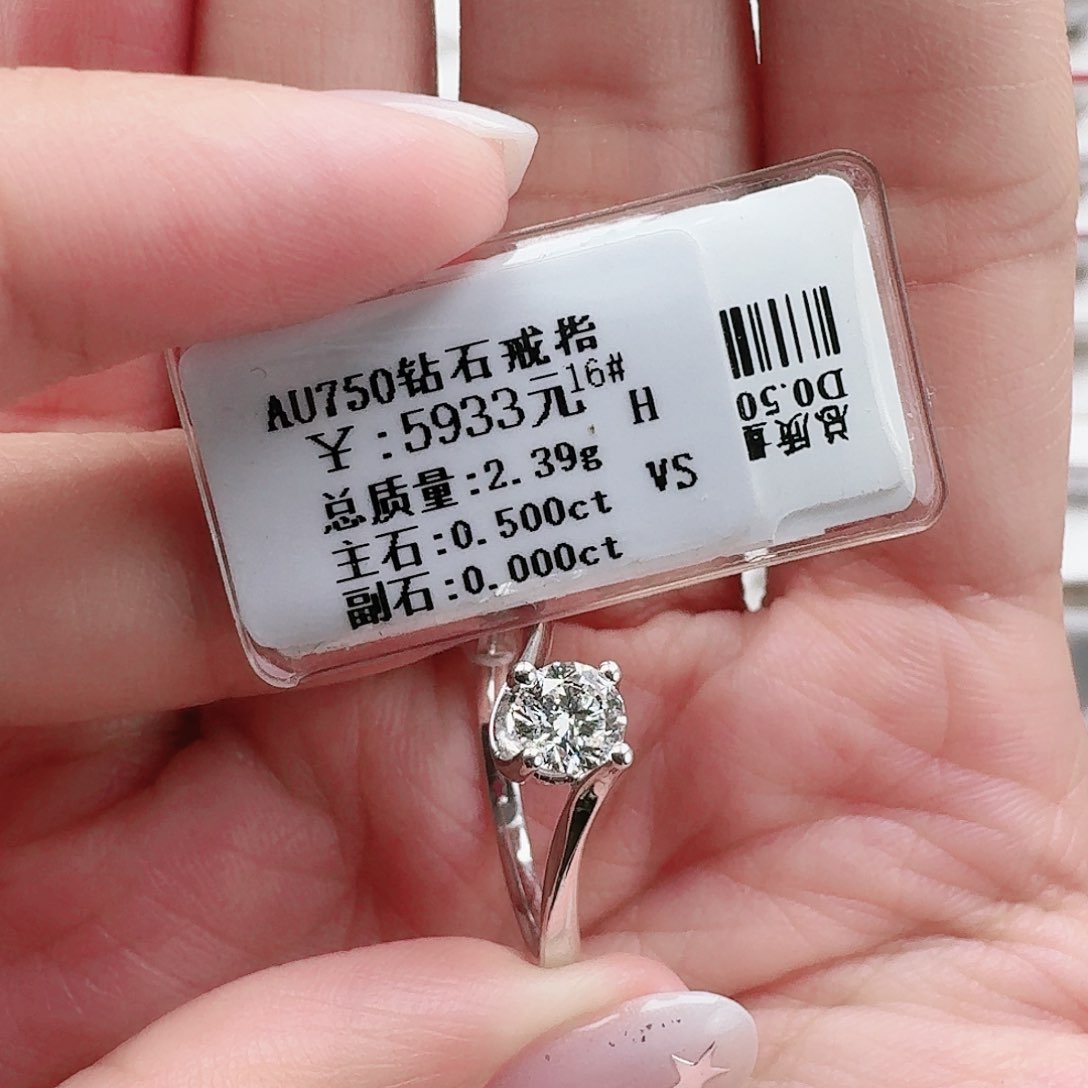 AU750钻石戒指
16#
￥:5933元
H
总质量:2.39g
VS
主石:0.500ct
副石:0.000ct
D0.50
总质量